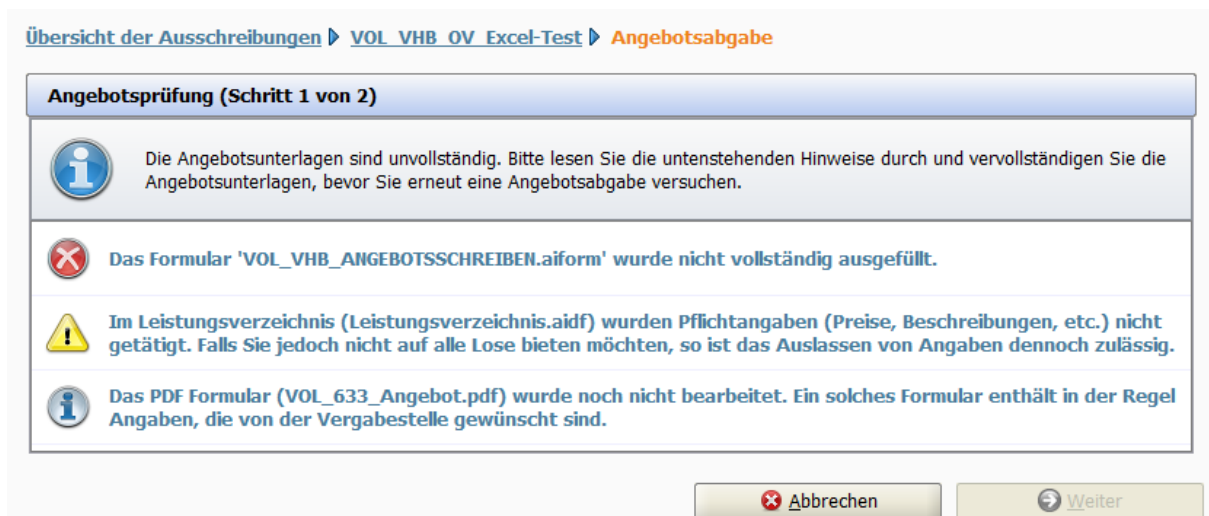 Übersicht der Ausschreibungen VOL_VHB_OV_Excel-Test Angebotsabgabe
Angebotsprüfung (Schritt 1 von 2)
Die Angebotsunterlagen sind unvollständig. Bitte lesen Sie die untenstehenden Hinweise durch und vervollständigen Sie die
Angebotsunterlagen, bevor Sie erneut eine Angebotsabgabe versuchen.
Das Formular 'VOL_VHB_ANGEBOTSSCHREIBEN.aiform' wurde nicht vollständig ausgefüllt.
Im Leistungsverzeichnis (Leistungsverzeichnis.aidf) wurden Pflichtangaben (Preise, Beschreibungen, etc.) nicht
getätigt. Falls Sie jedoch nicht auf alle Lose bieten möchten, so ist das Auslassen von Angaben dennoch zulässig.
Das PDF Formular (VOL_633_Angebot.pdf) wurde noch nicht bearbeitet. Ein solches Formular enthält in der Regel
Angaben, die von der Vergabestelle gewünscht sind.
Abbrechen Weiter